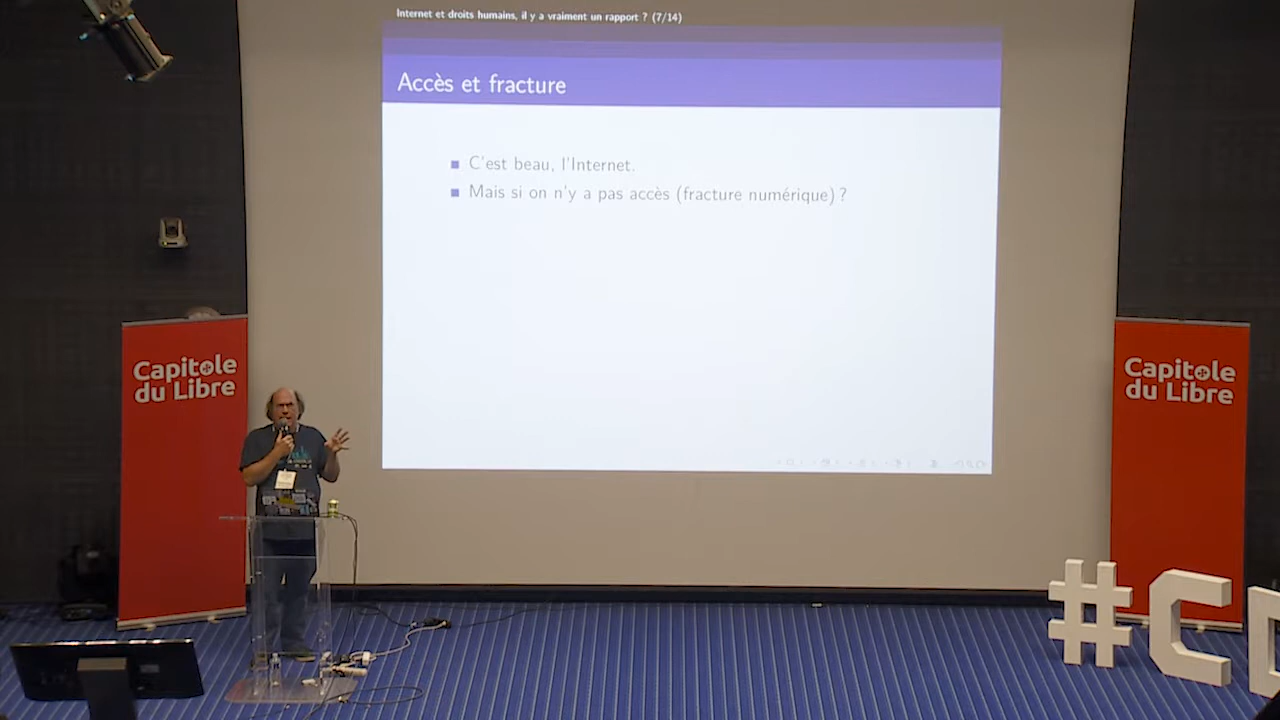 Internet et droits humains, il y a vraiment un rapport ? (7/14)
Accès et fracture
C'est beau, l'Internet.
Mais si on n'y a pas accès (fracture numérique) ?
Capitole
du Libre
Capitole
du Libre